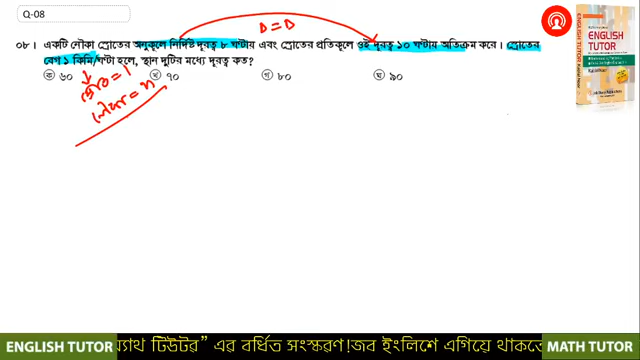 Q-08
D = D
০৮। একটি নৌকা স্রোতের অনুকূলে নির্দিষ্ট দূরত্ব ৮ ঘণ্টায় এবং স্রোতের প্রতিকূলে ওই দূরত্ব ১০ ঘণ্টায় অতিক্রম করে। স্রোতের
বেগ ১ কিমি/ঘণ্টা হলে, স্থান দুটির মধ্যে দূরত্ব কত?
ক ৬০ খ ৭০ গ ৮০ ঘ ৯০
= 1
= n
ENGLISH TUTOR
ENGLISH TUTOR ম্যাথ টিউটর” এর বর্ধিত সংস্করণ!জব ইংলিশে এগিয়ে থাকতে MATH TUTOR